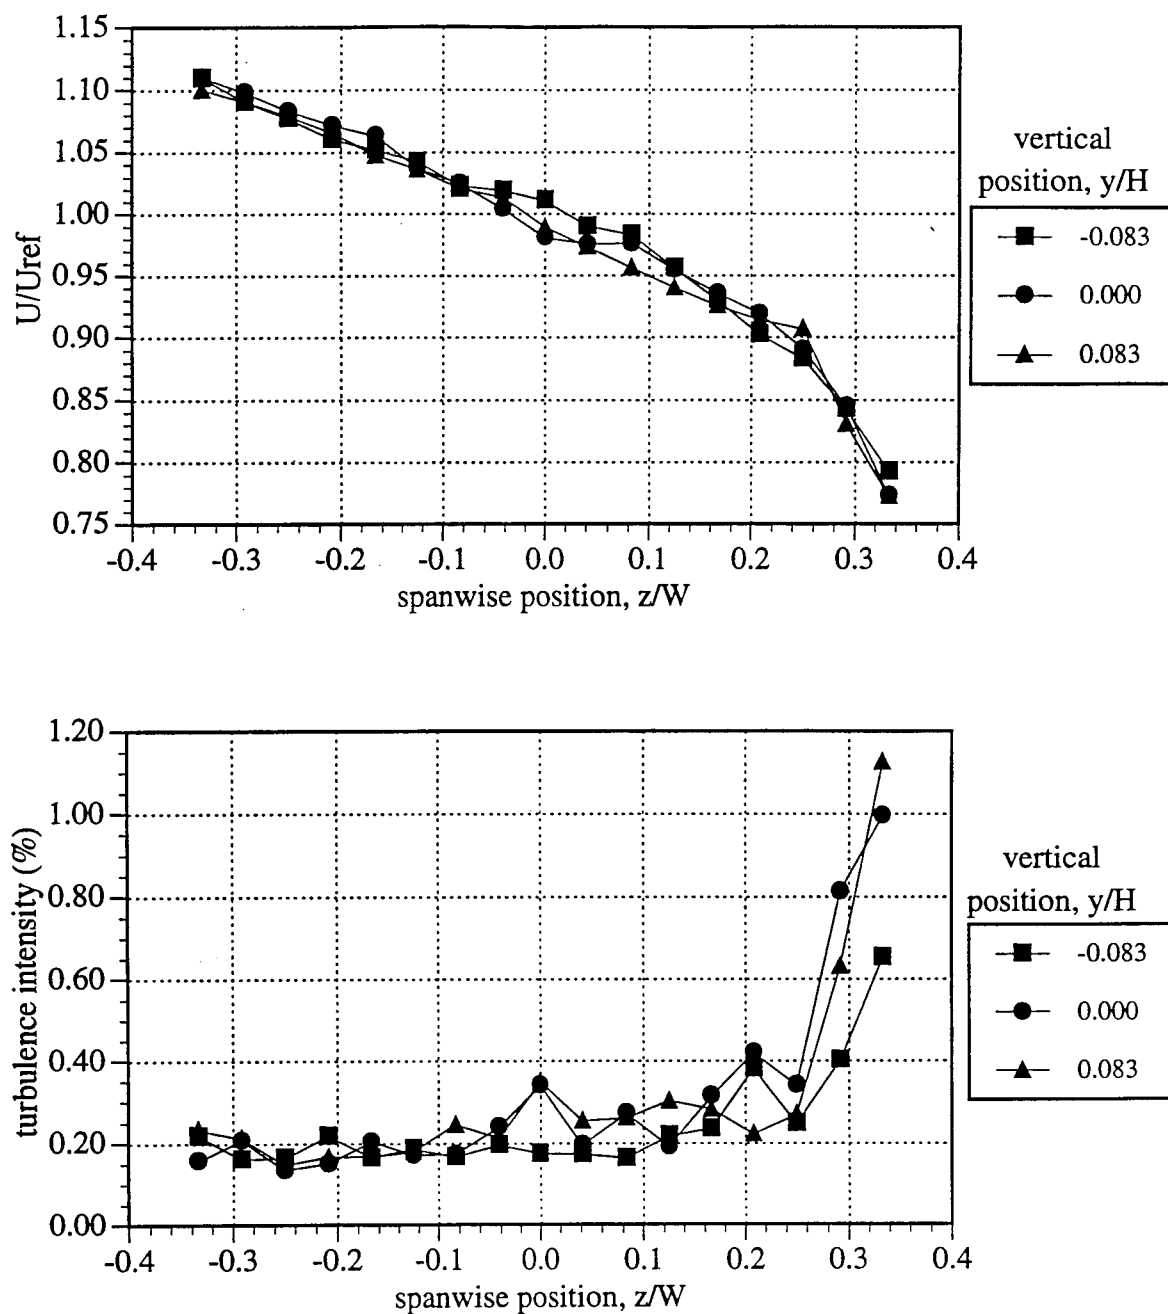 1.15
1.10
1.05
1.00
0.95
0.90
0.85
0.80
0.75
U/Uref
-0.4 -0.3 -0.2 -0.1 0.0 0.1 0.2 0.3 0.4
spanwise position, z/W
vertical
position, y/H
-0.083
0.000
0.083
1.20
1.00
0.80
0.60
0.40
0.20
0.00
turbulence intensity (%)
-0.4 -0.3 -0.2 -0.1 0.0 0.1 0.2 0.3 0.4
spanwise position, z/W
vertical
position, y/H
-0.083
0.000
0.083